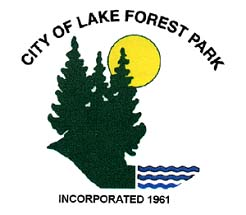 CITY OF LAKE FOREST PARK
INCORPORATED 1961